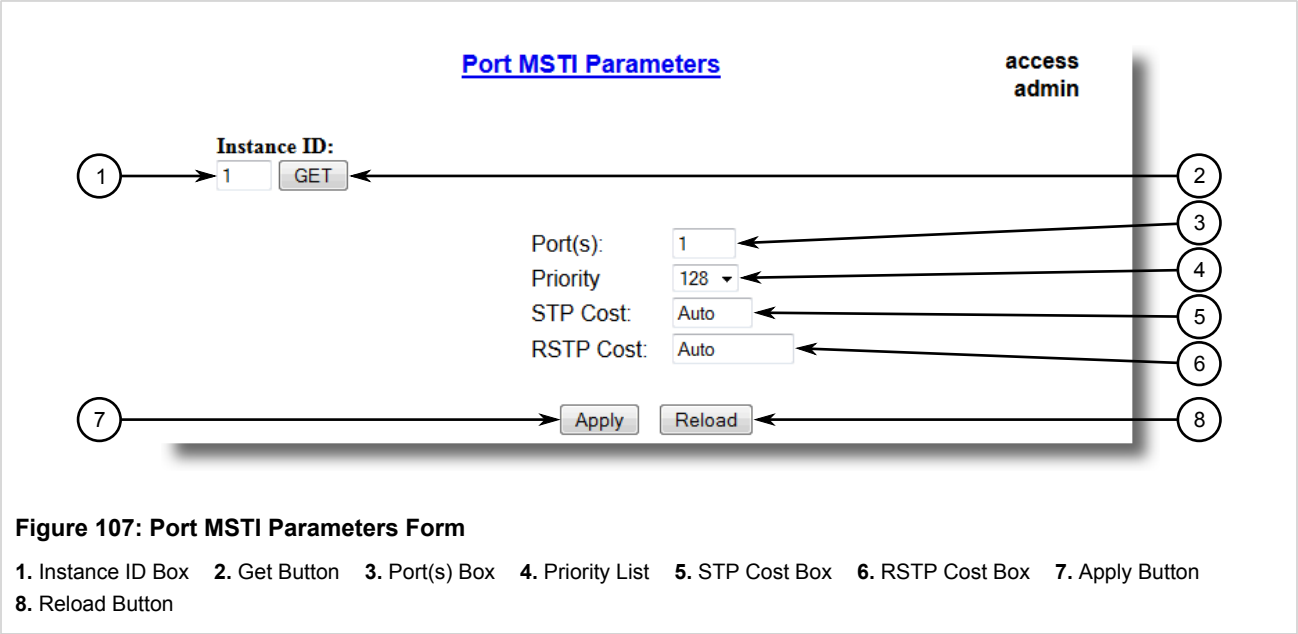 Port MSTI Parameters
access
admin
Instance ID:
1
1 GET
2
3
Port(s): 1
4
Priority 128
5
STP Cost: Auto
6
RSTP Cost: Auto
7
Apply Reload
8
Figure 107: Port MSTI Parameters Form
1. Instance ID Box 2. Get Button 3. Port(s) Box 4. Priority List 5. STP Cost Box 6. RSTP Cost Box 7. Apply Button
8. Reload Button